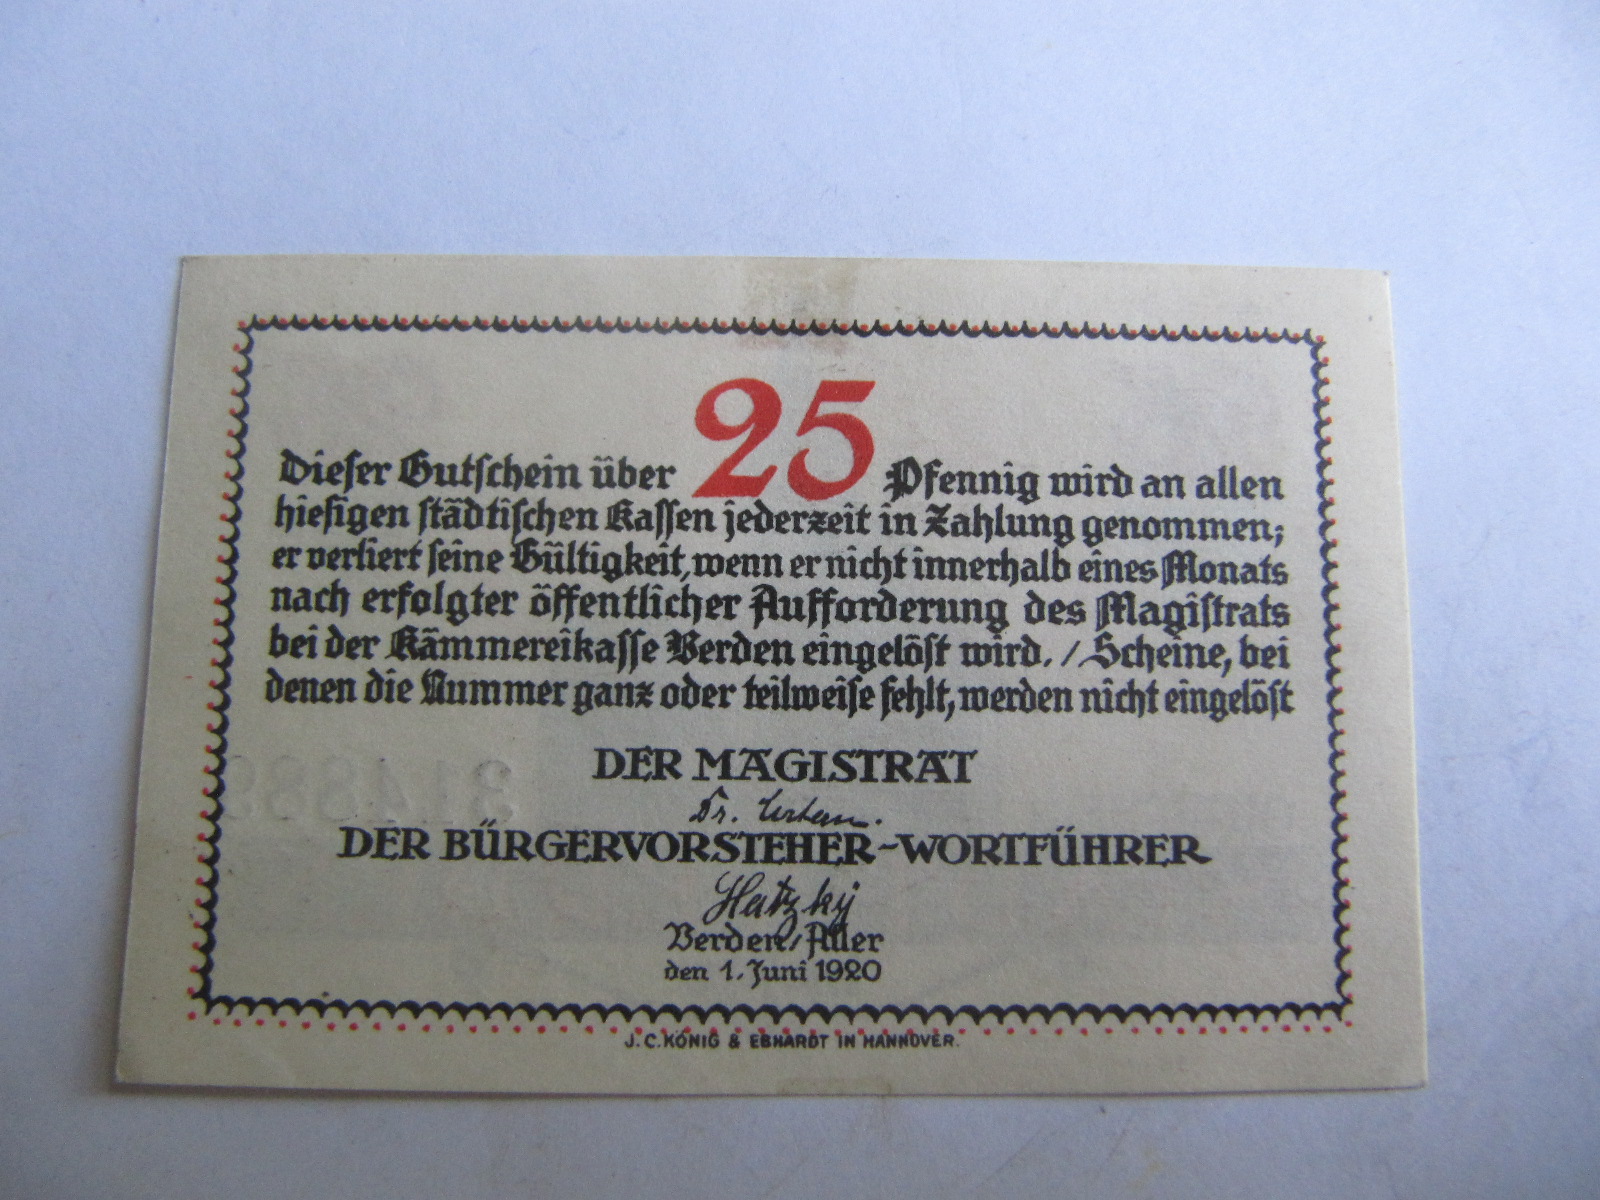 25
Dieser Gutschein über Pfennig wird an allen
hiesigen städtischen Kassen jederzeit in Zahlung genommen;
er verliert seine Gültigkeit, wenn er nicht innerhalb eines Monats
nach erfolgter öffentlicher Aufforderung des Magistrats
bei der Kämmereikasse Verden eingelöst wird. / Scheine, bei
denen die Nummer ganz oder teilweise fehlt, werden nicht eingelöst
DER MAGISTRAT
Dr.
DER BÜRGERVORSTEHER-WORTFÜHRER
Hatzky
Verden/Aller
den 1. Juni 1920
J. C. KÖNIG & EBHARDT IN HANNOVER.